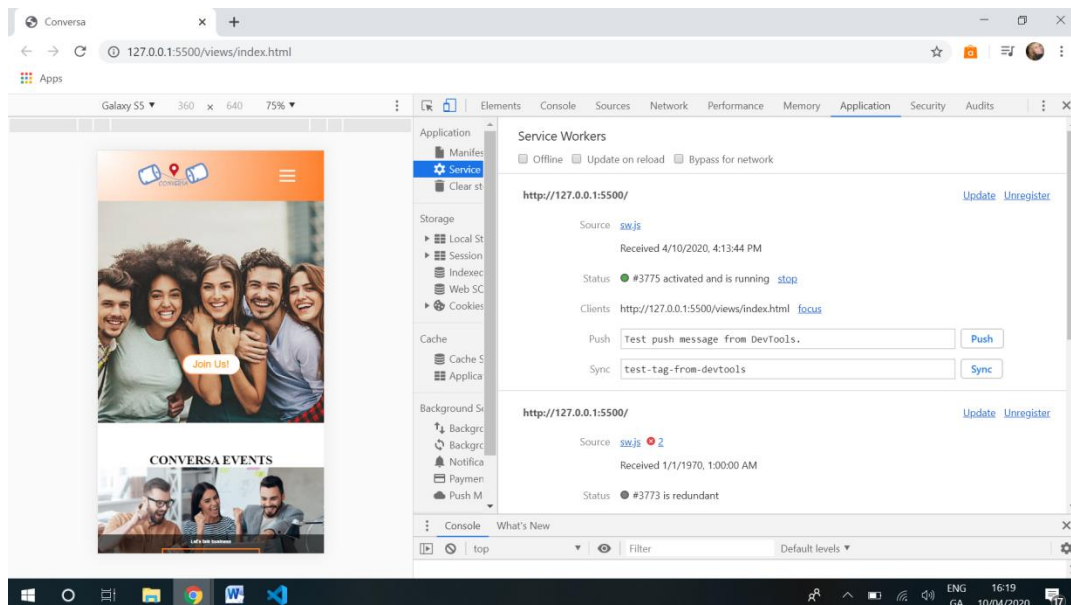 Conversa
127.0.0.1:5500/views/index.html
Apps
Galaxy S5 ▼ 360 x 640 75% ▼
Elements Console Sources Network Performance Memory Application Security Audits
CONVERSA
Join Us!
CONVERSA EVENTS
Let's talk business
Application
Manifes
Service
Clear st
Storage
Local St
Session
Indexec
Web SC
Cookies
Cache
Cache S
Applica
Background Se
Backgrc
Backgrc
Notifica
Paymen
Push M
Service Workers
Offline Update on reload Bypass for network
http://127.0.0.1:5500/ Update Unregister
Source sw.js
Received 4/10/2020, 4:13:44 PM
Status #3775 activated and is running stop
Clients http://127.0.0.1:5500/views/index.html focus
Push Test push message from DevTools. Push
Sync test-tag-from-devtools Sync
http://127.0.0.1:5500/ Update Unregister
Source sw.js 2
Received 1/1/1970, 1:00:00 AM
Status #3773 is redundant
Console What's New
top Filter Default levels ▼
ENG 16:19
GA 10/04/2020 17